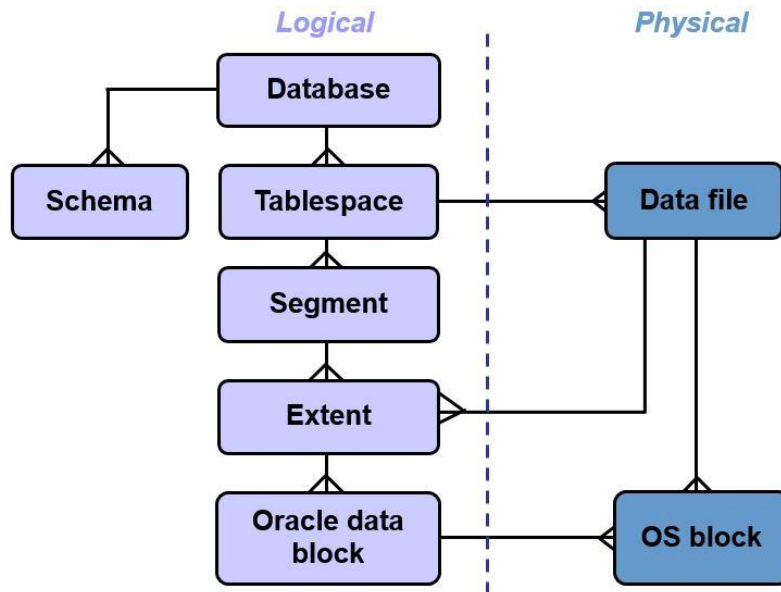 Logical
Physical
Database
Schema
Tablespace
Data file
Segment
Extent
Oracle data
block
OS block